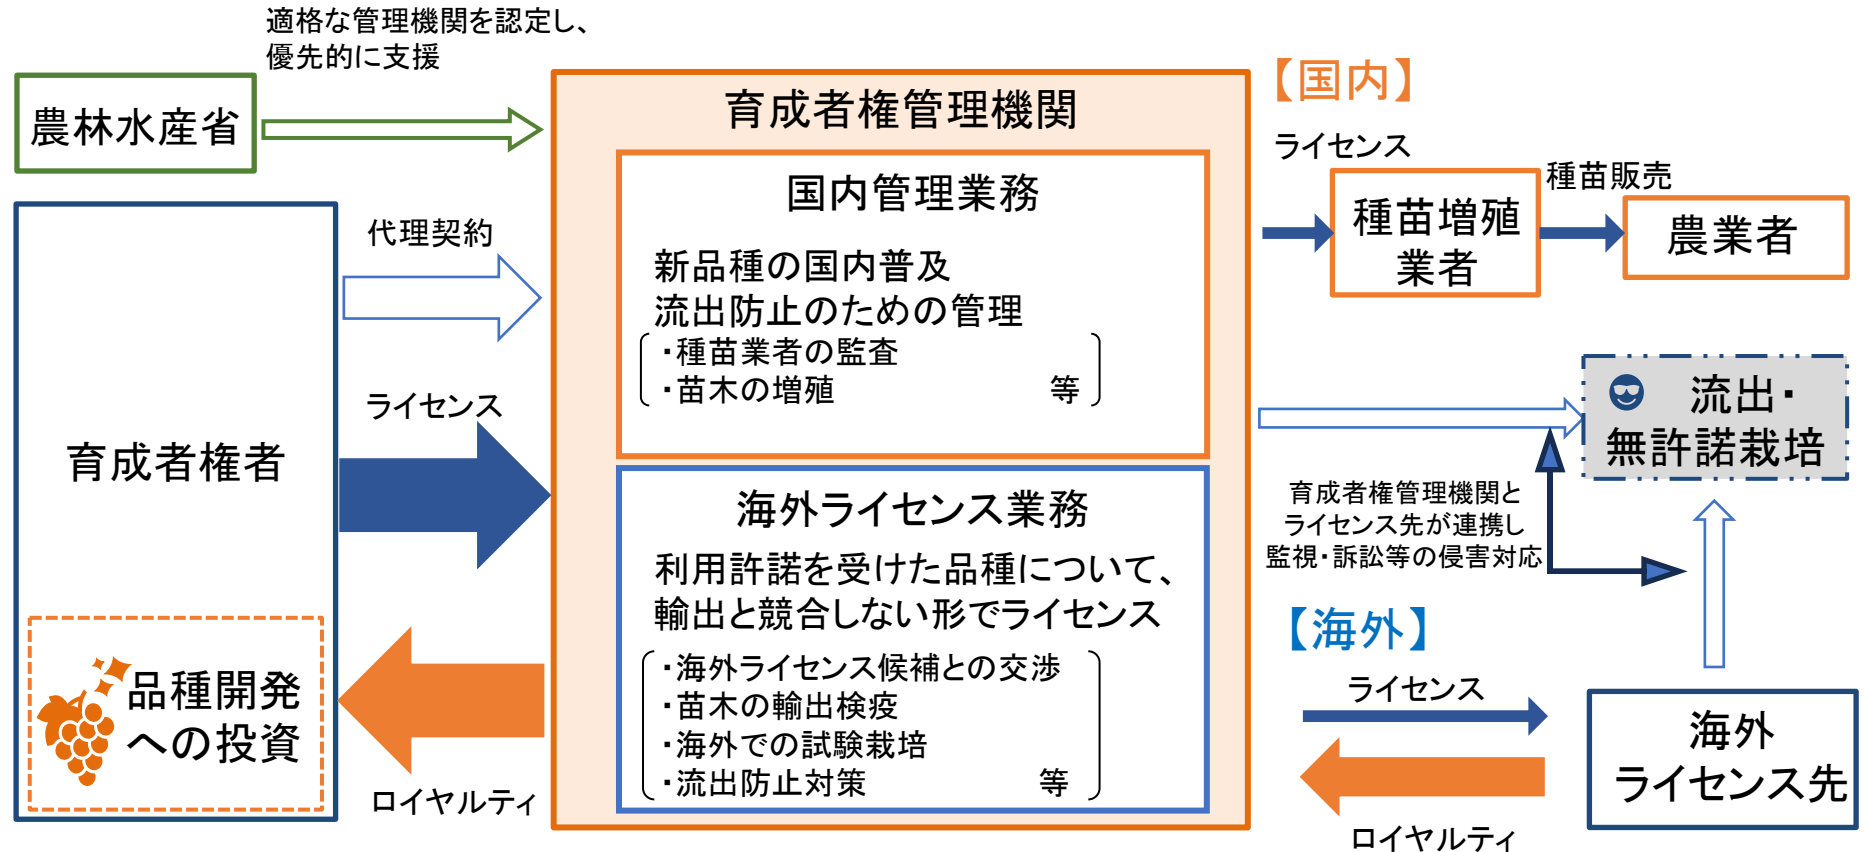 適格な管理機関を認定し、
優先的に支援
農林水産省
育成者権者
代理契約
ライセンス
品種開発
への投資
ロイヤルティ
育成者権管理機関
国内管理業務
新品種の国内普及
流出防止のための管理
・種苗業者の監査
・苗木の増殖 等
海外ライセンス業務
利用許諾を受けた品種について、
輸出と競合しない形でライセンス
・海外ライセンス候補との交渉
・苗木の輸出検疫
・海外での試験栽培
・流出防止対策 等
【国内】
ライセンス
種苗増殖
業者
種苗販売
農業者
流出・
無許諾栽培
育成者権管理機関と
ライセンス先が連携し
監視・訴訟等の侵害対応
【海外】
ライセンス
海外
ライセンス先
ロイヤルティ